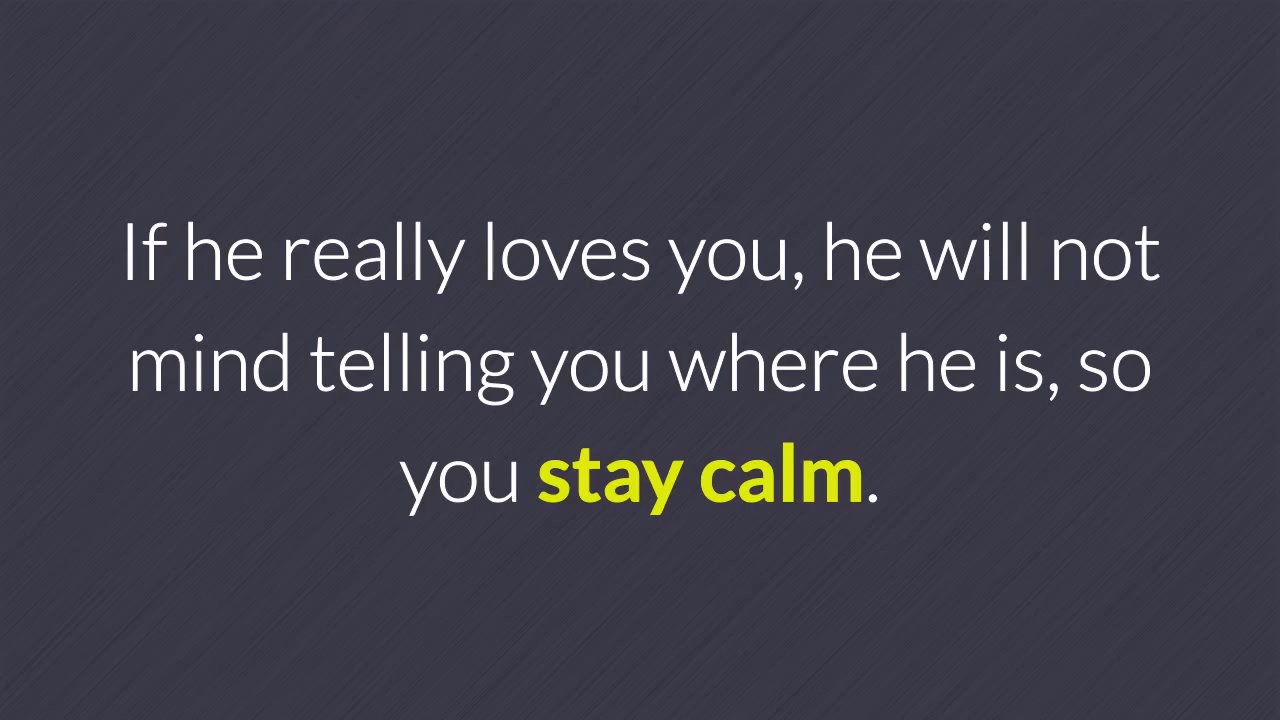 If he really loves you, he will not
mind telling you where he is, so
you stay calm.